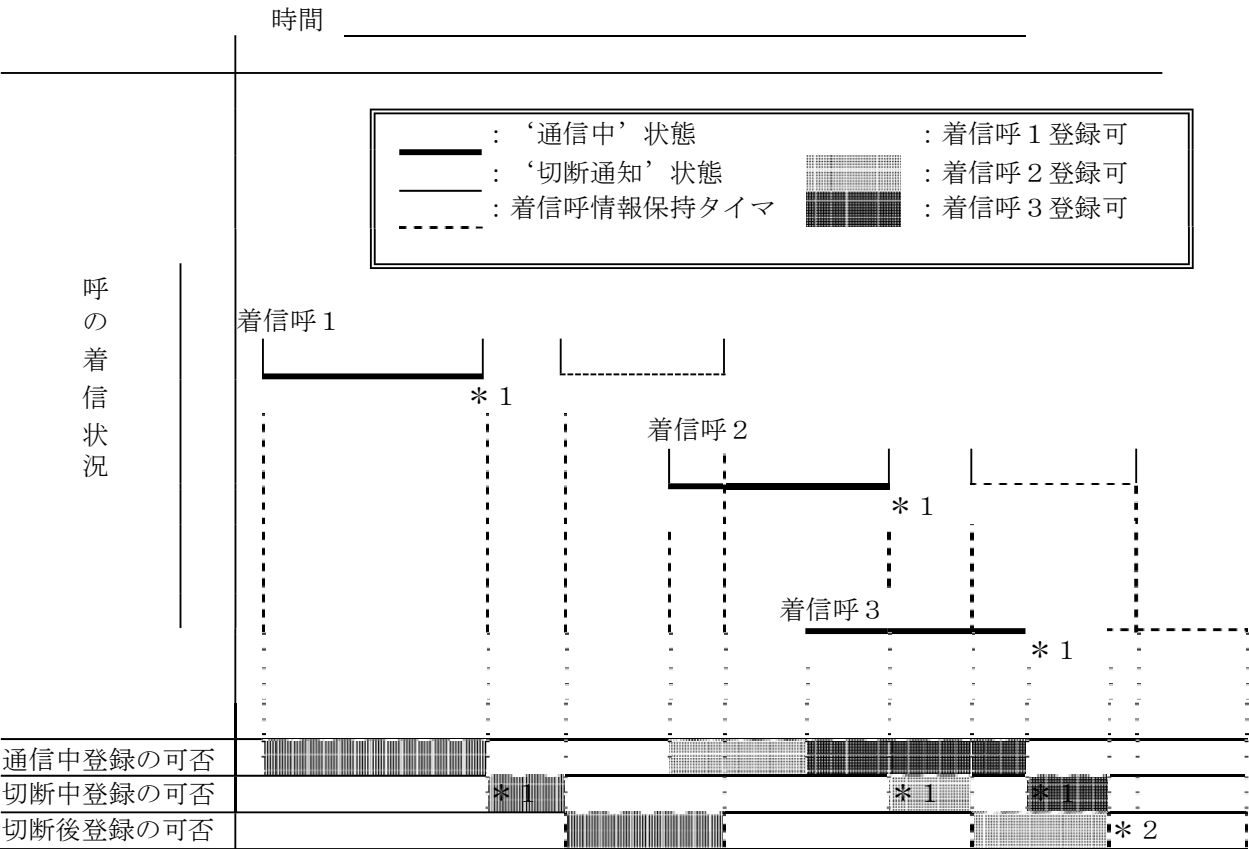 時間
： ‘通信中’状態
：着信呼１登録可
： ‘切断通知’状態
：着信呼２登録可
：着信呼情報保持タイマ
：着信呼３登録可
呼の着信状況
着信呼１
＊１
着信呼２
＊１
着信呼３
＊１
通信中登録の可否
切断中登録の可否
＊１
＊１
＊１
切断後登録の可否
＊２